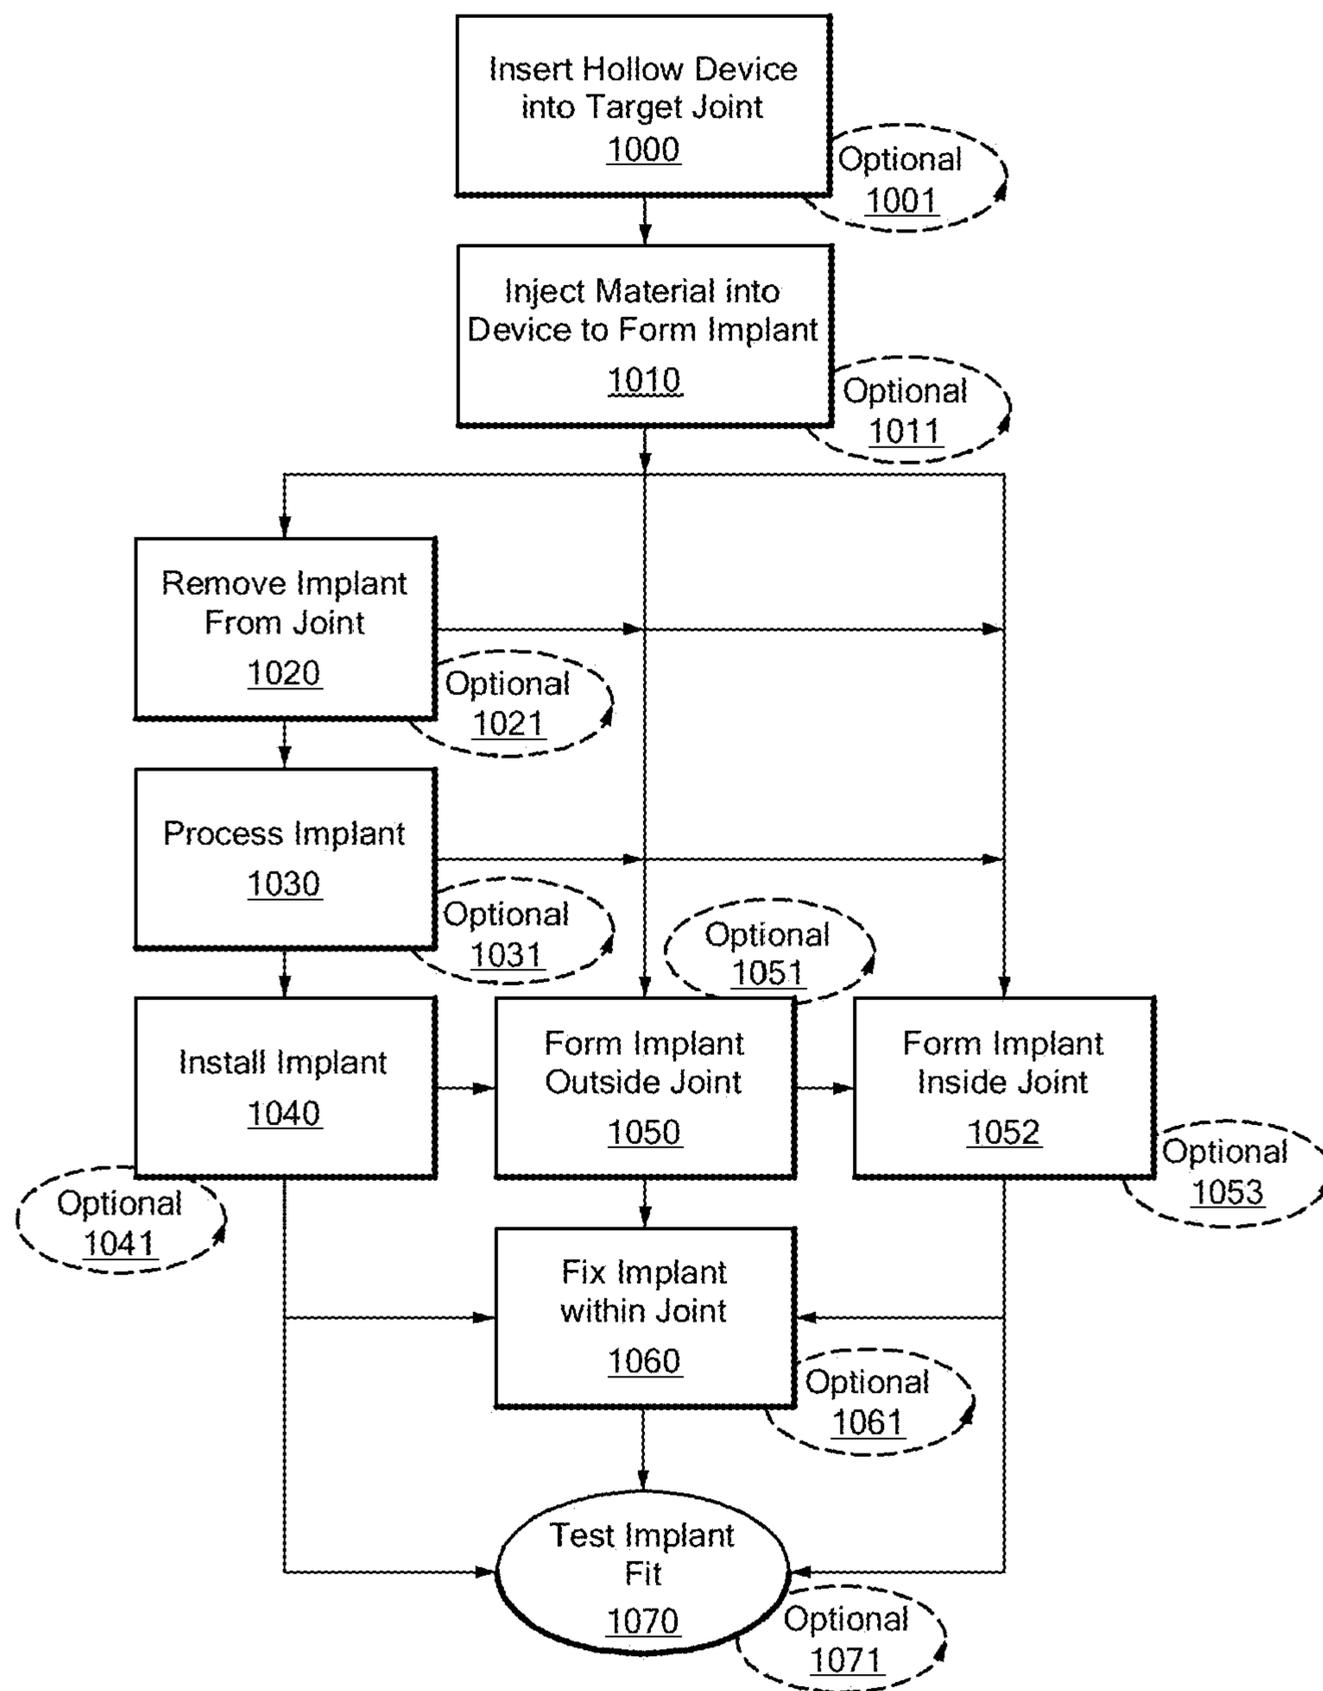 Insert Hollow Device
into Target Joint
1000
Optional
1001
Inject Material into
Device to Form Implant
1010
Optional
1011
Remove Implant
From Joint
1020
Optional
1021
Process Implant
1030
Optional
1031
Optional
1051
Install Implant
1040
Optional
1041
Form Implant
Outside Joint
1050
Form Implant
Inside Joint
1052
Optional
1053
Fix Implant
within Joint
1060
Optional
1061
Test Implant
Fit
1070
Optional
1071